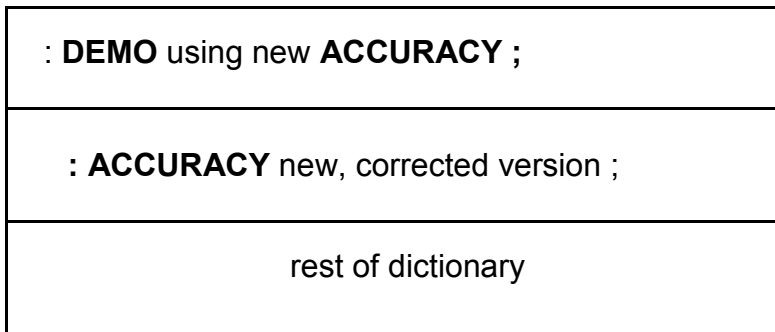 : DEMO using new ACCURACY ;
: ACCURACY new, corrected version ;
rest of dictionary